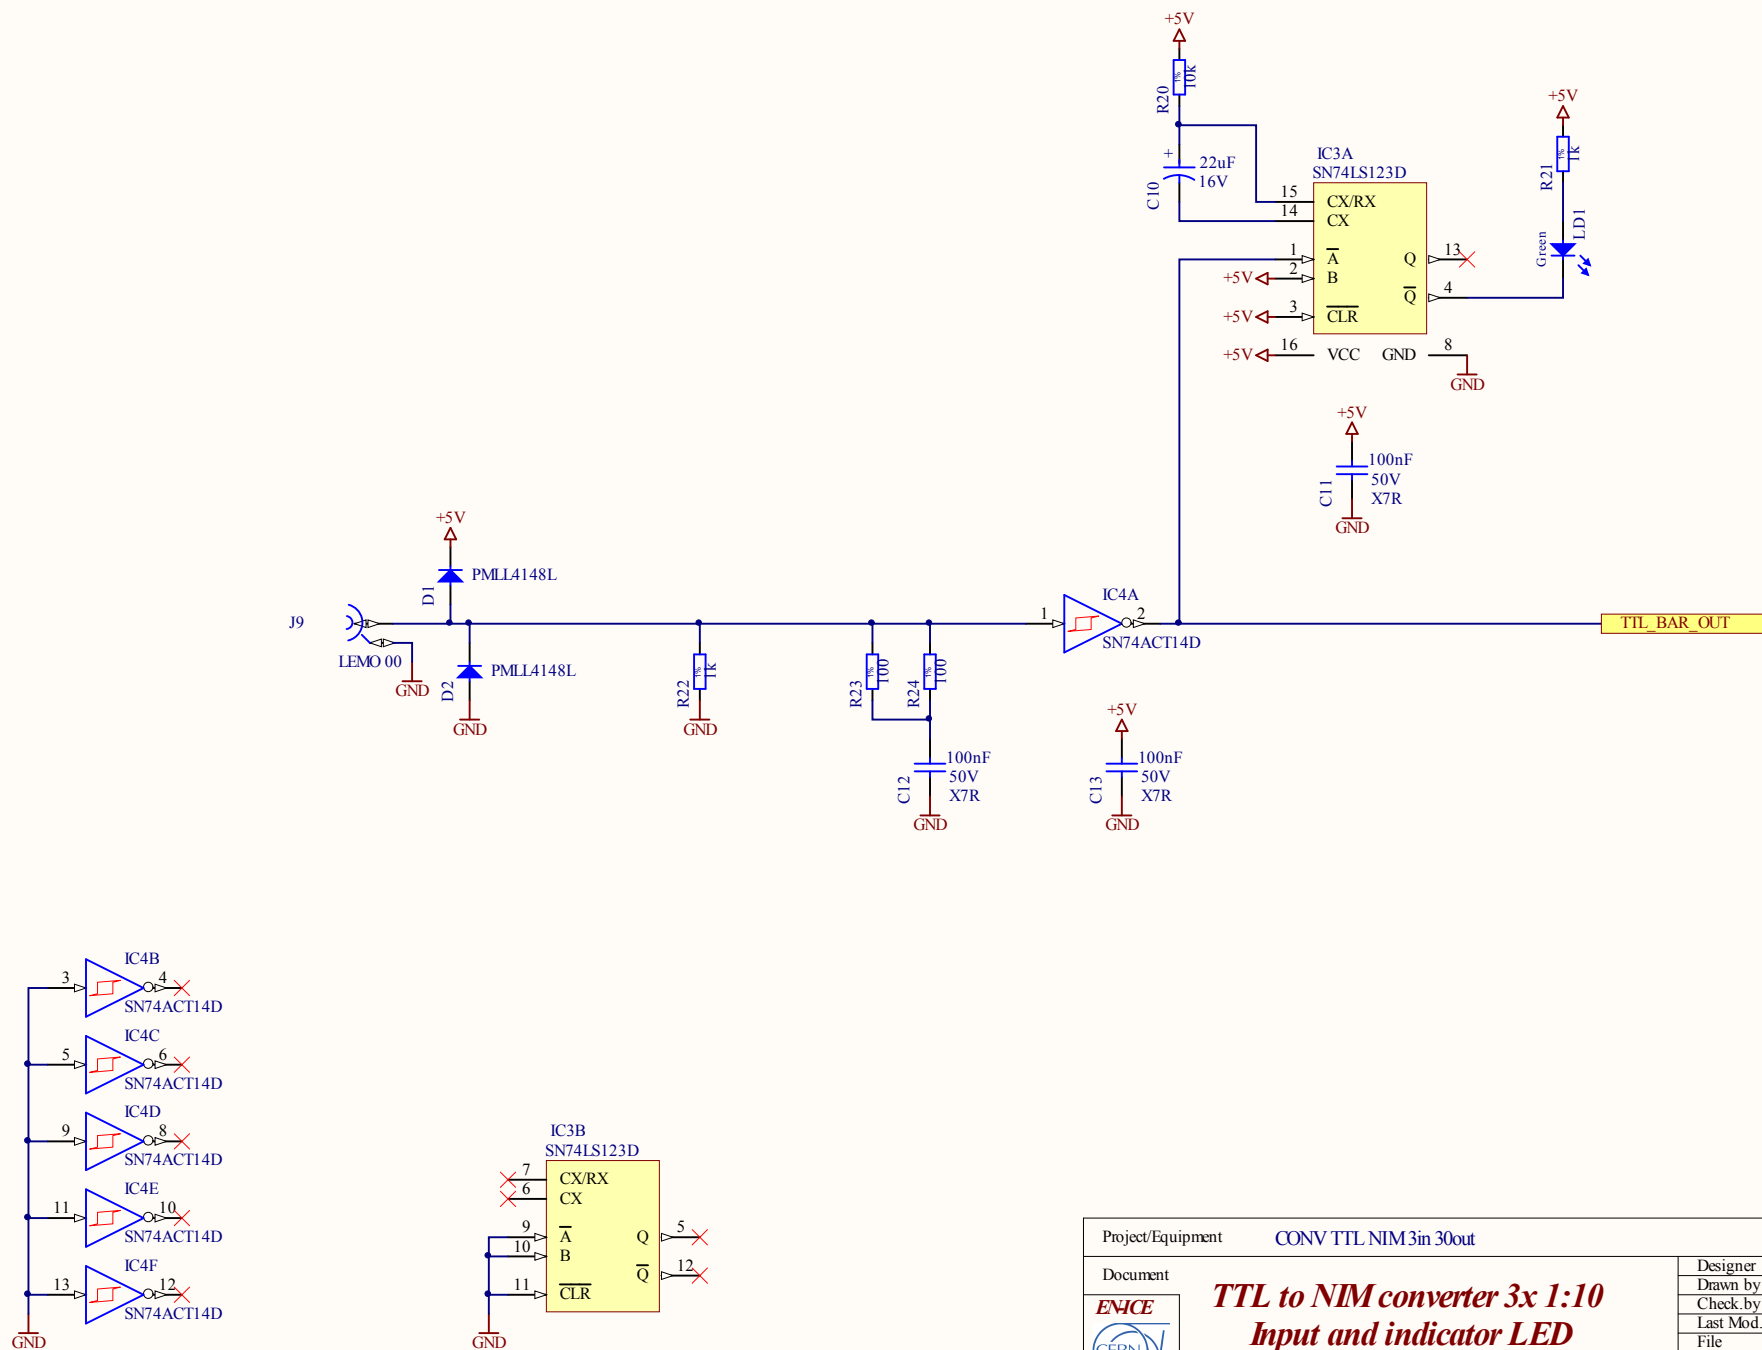 +5V
R20
1%
10k
+
22uF
16V
C10
+5V
R21
1%
1k
Green
LD1
IC3A
SN74LS123D
15
CX/RX
14
CX
1
A
2
B
+5V
3
CLR
+5V
16
VCC
GND
8
+5V
GND
Q
13
Q
4
+5V
100nF
50V
X7R
C11
GND
+5V
D1
PMLL4148L
J9
LEMO 00
GND
D2
PMLL4148L
GND
R22
1%
1k
GND
R23
1%
100
R24
1%
100
100nF
50V
X7R
C12
GND
1
IC4A
2
SN74ACT14D
TTL_BAR_OUT
+5V
100nF
50V
X7R
C13
GND
IC4B
3
4
SN74ACT14D
IC4C
5
6
SN74ACT14D
IC4D
9
8
SN74ACT14D
IC4E
11
10
SN74ACT14D
IC4F
13
12
SN74ACT14D
GND
IC3B
SN74LS123D
7
CX/RX
6
CX
9
A
10
B
11
CLR
Q
5
Q
12
GND
Project/Equipment
CONV TTL NIM 3in 30out
Document
EN-ICE
CERN
TTL to NIM converter 3x 1:10
Input and indicator LED
Designer
Drawn by
Check.by
Last Mod.
File